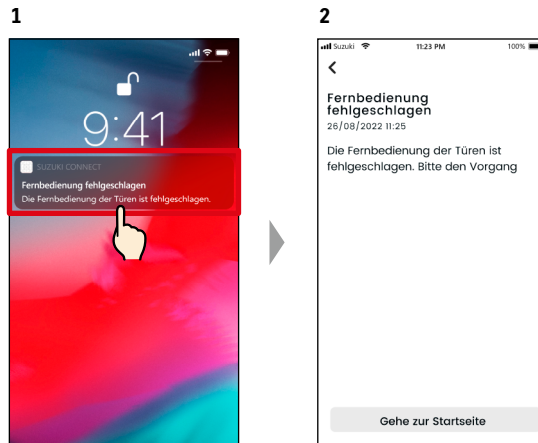 1
2
9:41
SUZUKI CONNECT
Fernbedienung fehlgeschlagen
Die Fernbedienung der Türen ist fehlgeschlagen.
Suzuki 11:23 PM 100%
Fernbedienung
fehlgeschlagen
26/08/2022 11:25
Die Fernbedienung der Türen ist
fehlgeschlagen. Bitte den Vorgang
Gehe zur Startseite